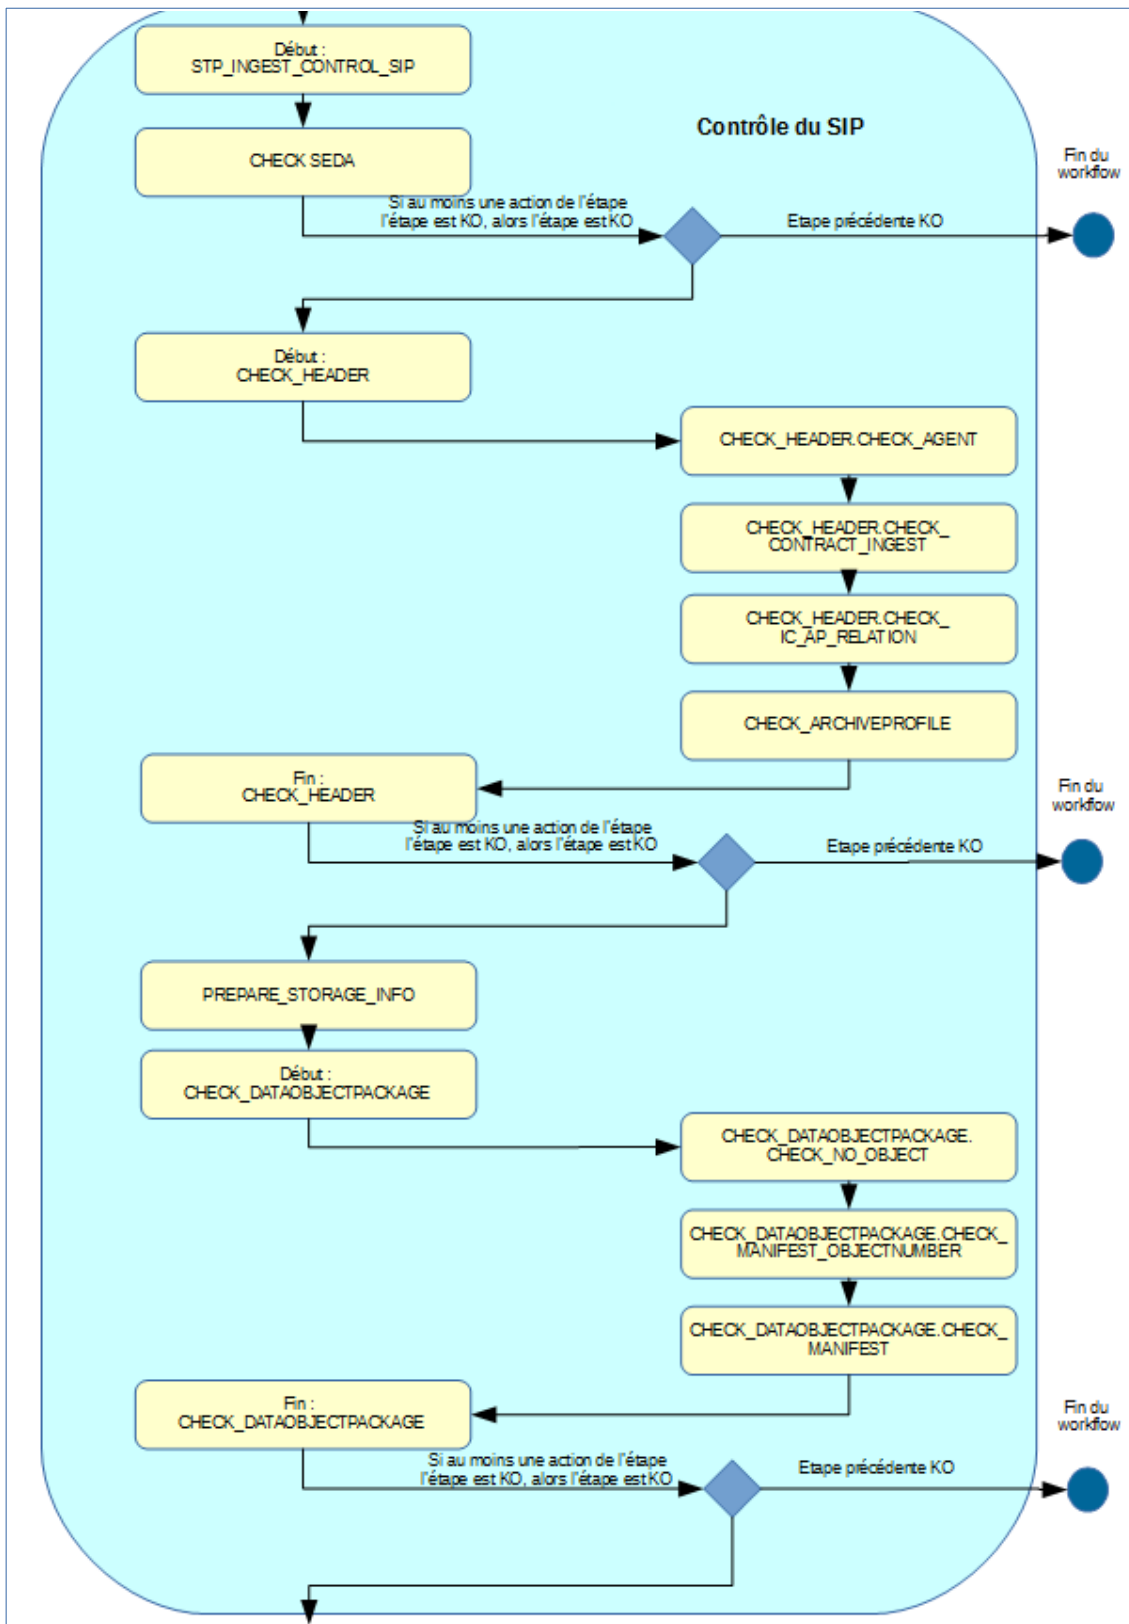 Début :
STP_INGEST_CONTROL_SIP
Contrôle du SIP
CHECK SEDA
Fin du
workflow
Si au moins une action de l'étape
l'étape est KO, alors l'étape est KO
Etape précédente KO
Début :
CHECK_HEADER
CHECK_HEADER.CHECK_AGENT
CHECK_HEADER.CHECK_
CONTRACT_INGEST
CHECK_HEADER.CHECK_
IC_AP_RELATION
CHECK_ARCHIVEPROFILE
Fin :
CHECK_HEADER
Fin du
workflow
Si au moins une action de l'étape
l'étape est KO, alors l'étape est KO
Etape précédente KO
PREPARE_STORAGE_INFO
Début :
CHECK_DATAOBJECTPACKAGE
CHECK_DATAOBJECTPACKAGE.
CHECK_NO_OBJECT
CHECK_DATAOBJECTPACKAGE.CHECK_
MANIFEST_OBJECTNUMBER
CHECK_DATAOBJECTPACKAGE.CHECK_
MANIFEST
Fin :
CHECK_DATAOBJECTPACKAGE
Fin du
workflow
Si au moins une action de l'étape
l'étape est KO, alors l'étape est KO
Etape précédente KO